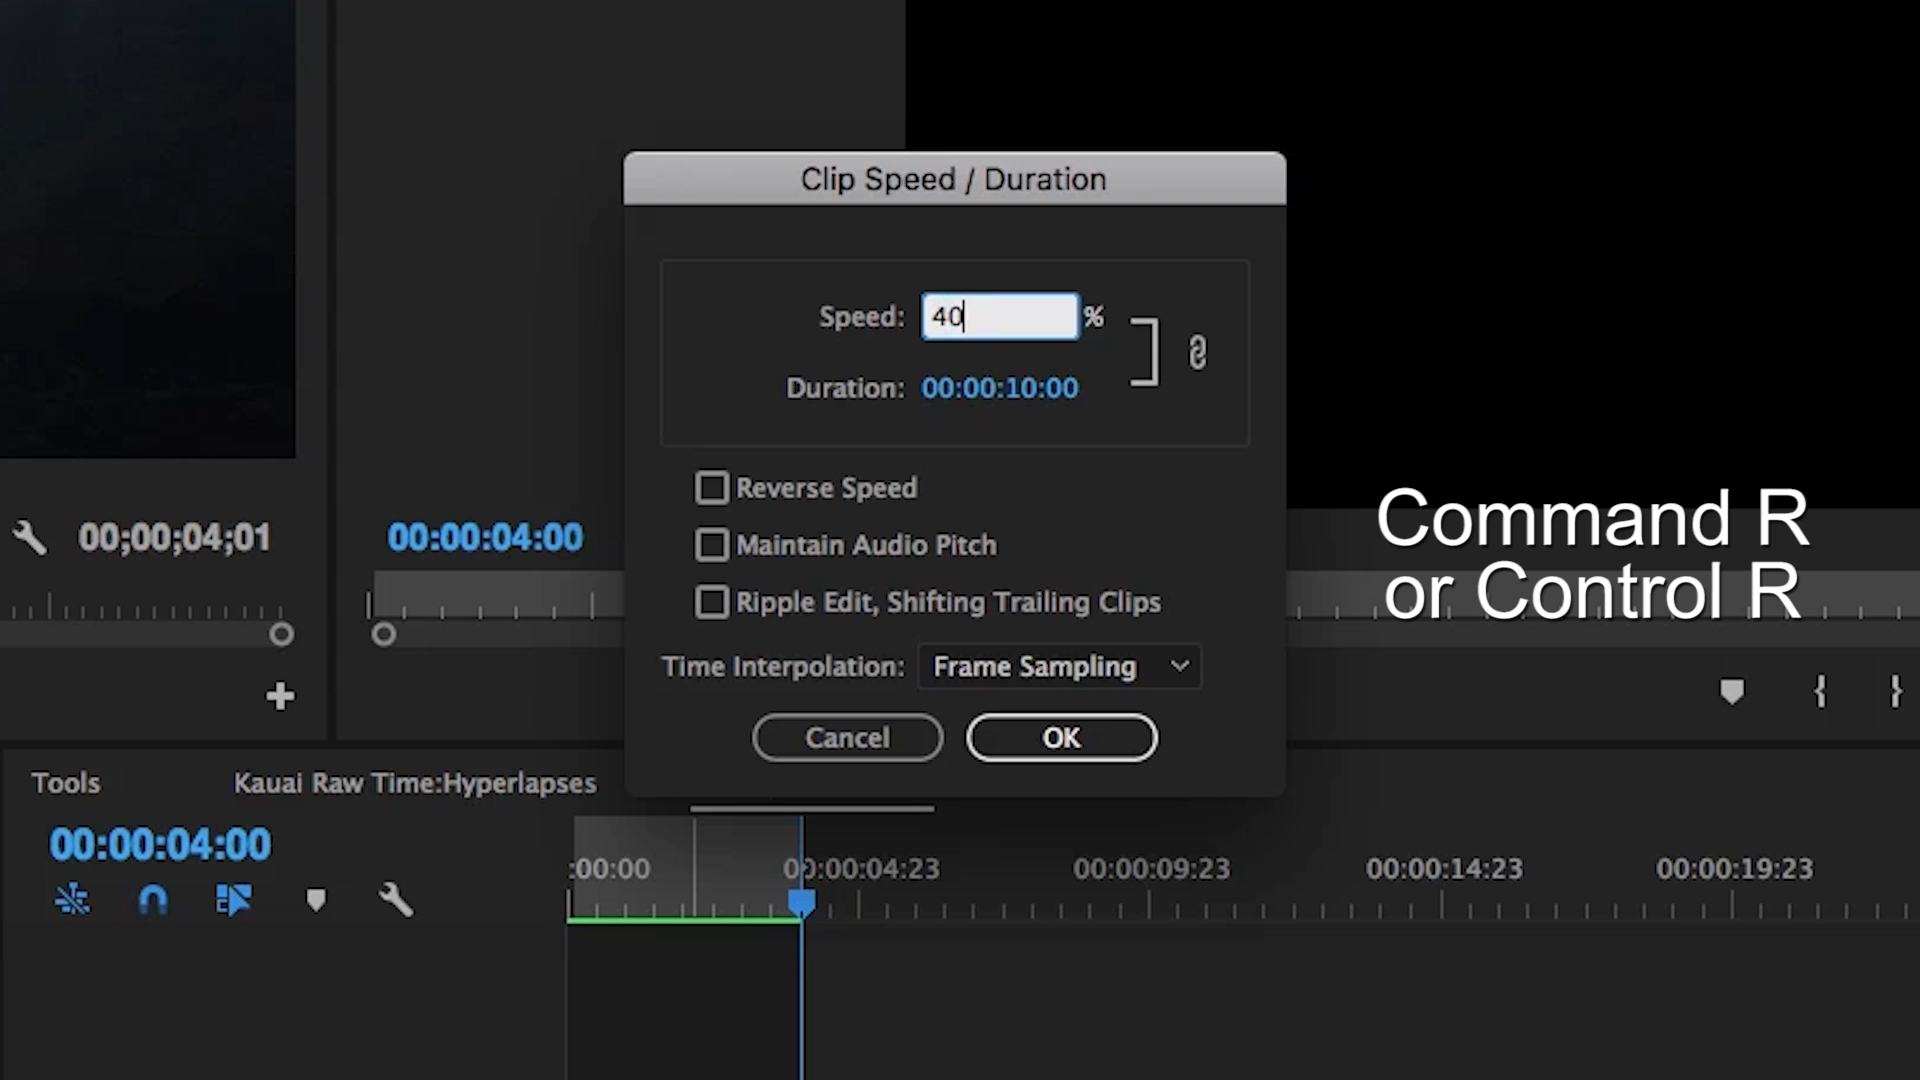 Clip Speed / Duration
Speed: 40 %
Duration: 00:00:10:00
Reverse Speed
Maintain Audio Pitch
Ripple Edit, Shifting Trailing Clips
Time Interpolation: Frame Sampling
Cancel OK
00;00;04;01
00:00:04:00
Command R
or Control R
Tools
Kauai Raw Time:Hyperlapses
00:00:04:00
:00:00
00:00:04:23
00:00:09:23
00:00:14:23
00:00:19:23